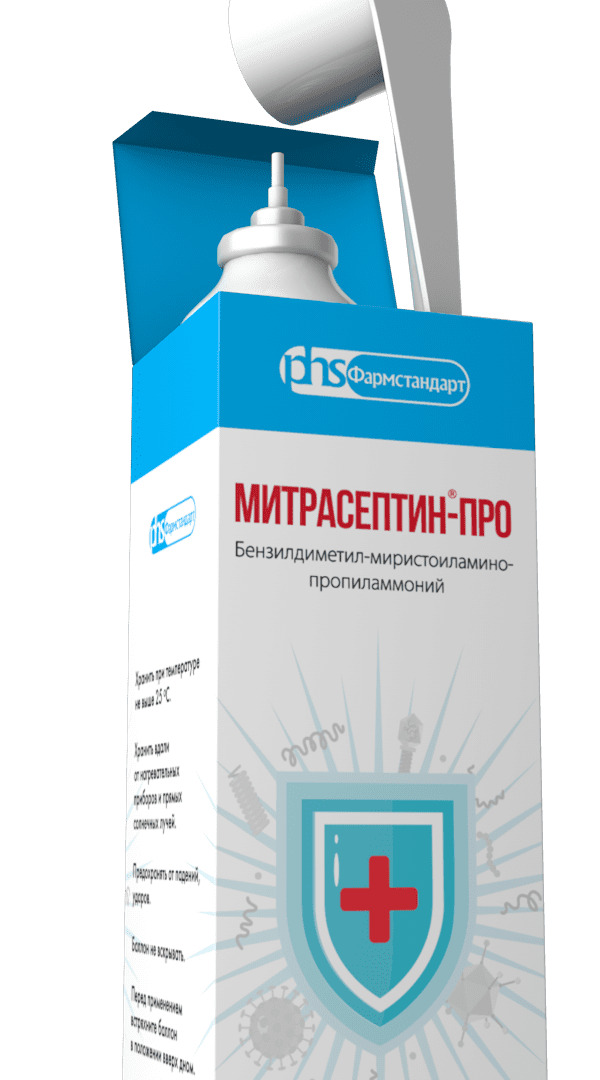 phs Фармстандарт
МИТРАСЕПТИН®-ПРО
Бензилдиметил-миристоиламино-
пропиламмоний
phs Фармстандарт
Хранить при температуре
не выше 25 °С.
Хранить вдали
от нагревательных
приборов и прямых
солнечных лучей.
Предохранять от падений,
ударов.
Баллон не вскрывать.
Перед применением
встряхните баллон
в положении вверх дном.